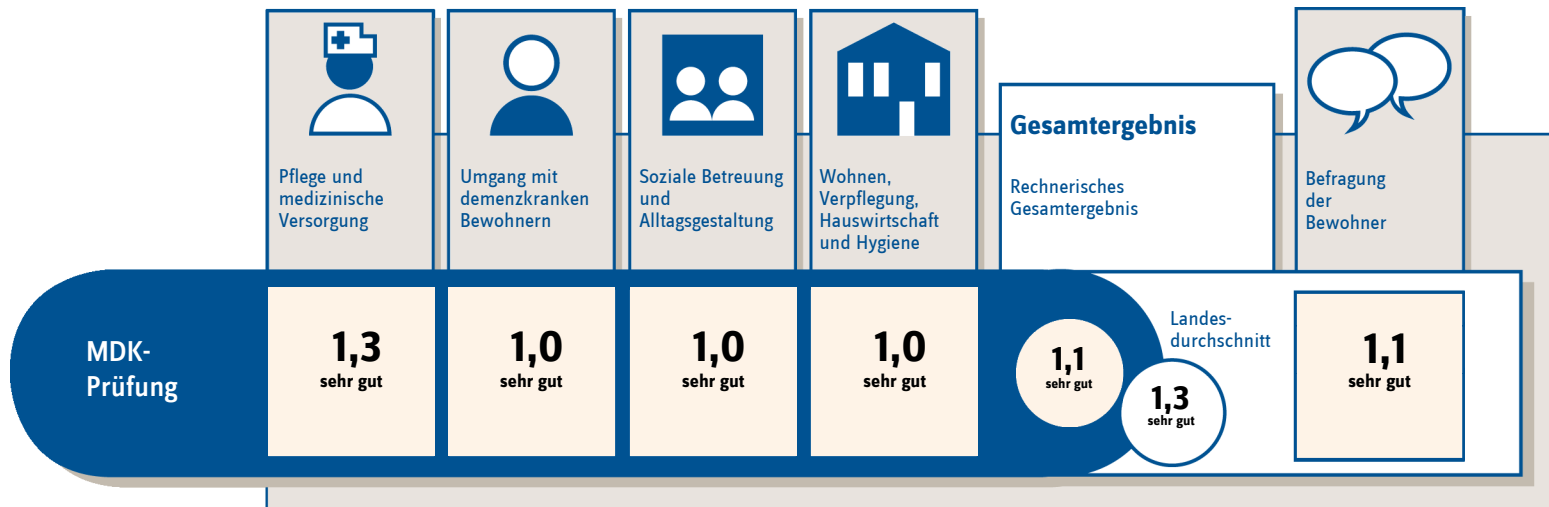 Pflege und
medizinische
Versorgung
Umgang mit
demenzkranken
Bewohnern
Soziale Betreuung
und
Alltagsgestaltung
Wohnen,
Verpflegung,
Hauswirtschaft
und Hygiene
Gesamtergebnis
Rechnerisches
Gesamtergebnis
Befragung
der
Bewohner
MDK-
Prüfung
1,3
sehr gut
1,0
sehr gut
1,0
sehr gut
1,0
sehr gut
1,1
sehr gut
Landes-
durchschnitt
1,3
sehr gut
1,1
sehr gut